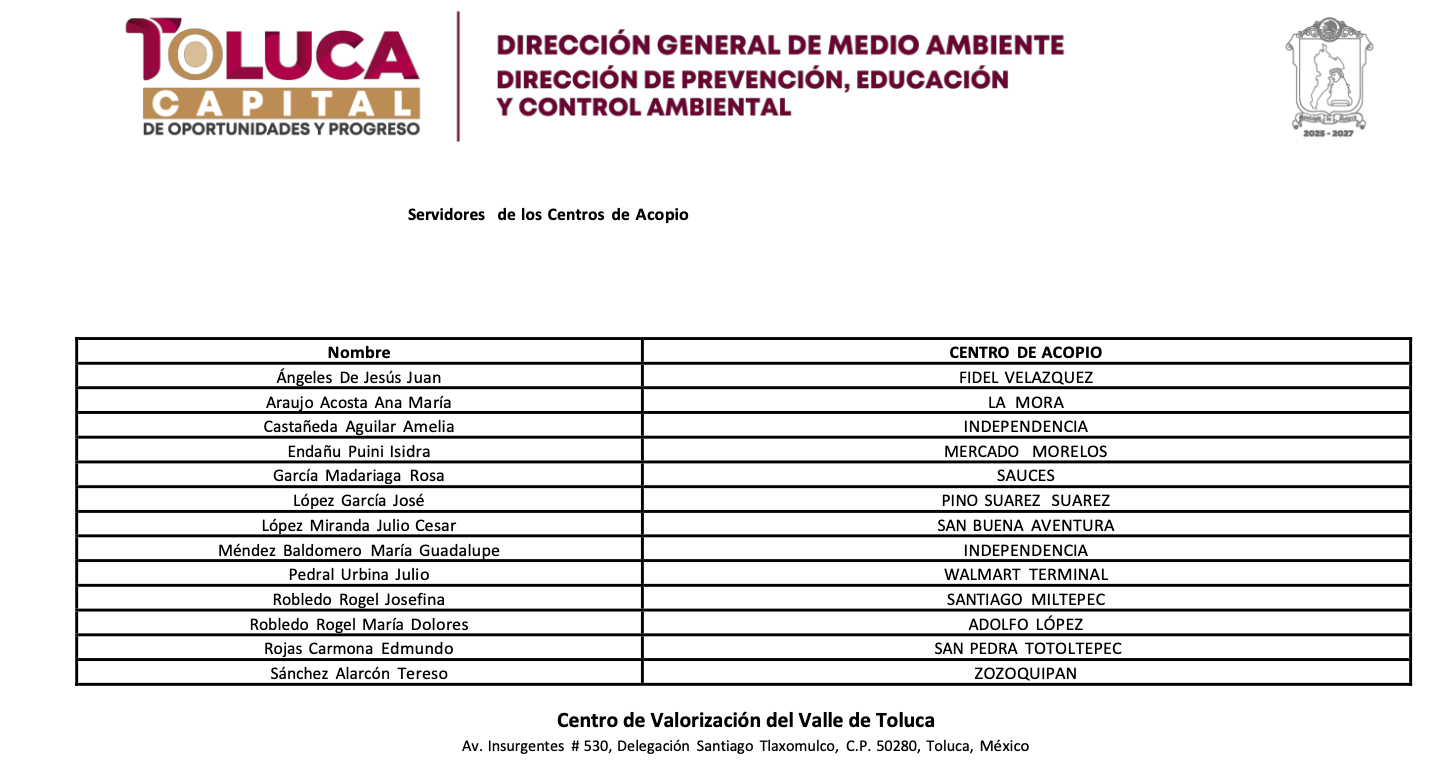 TOLUCA
CAPITAL
DE OPORTUNIDADES Y PROGRESO
DIRECCIÓN GENERAL DE MEDIO AMBIENTE
DIRECCIÓN DE PREVENCIÓN, EDUCACIÓN
Y CONTROL AMBIENTAL
2025 - 2027
Servidores de los Centros de Acopio
Nombre CENTRO DE ACOPIO
Ángeles De Jesús Juan FIDEL VELAZQUEZ
Araujo Acosta Ana María LA MORA
Castañeda Aguilar Amelia INDEPENDENCIA
Endañu Puini Isidra MERCADO MORELOS
García Madariaga Rosa SAUCES
López García José PINO SUAREZ SUAREZ
López Miranda Julio Cesar SAN BUENA AVENTURA
Méndez Baldomero María Guadalupe INDEPENDENCIA
Pedral Urbina Julio WALMART TERMINAL
Robledo Rogel Josefina SANTIAGO MILTEPEC
Robledo Rogel María Dolores ADOLFO LÓPEZ
Rojas Carmona Edmundo SAN PEDRA TOTOLTEPEC
Sánchez Alarcón Tereso ZOZOQUIPAN
Centro de Valorización del Valle de Toluca
Av. Insurgentes # 530, Delegación Santiago Tlaxomulco, C.P. 50280, Toluca, México